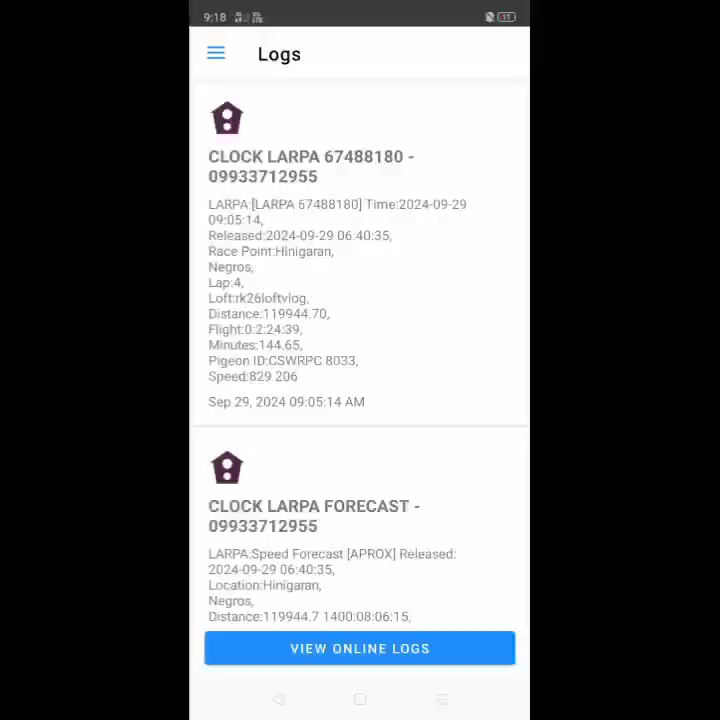 9:18
11
Logs
CLOCK LARPA 67488180 -
09933712955
LARPA:[LARPA 67488180] Time:2024-09-29
09:05:14,
Released:2024-09-29 06:40:35,
Race Point:Hinigaran,
Negros,
Lap:4,
Loft:rk26loftvlog,
Distance:119944.70,
Flight:0:2:24:39,
Minutes:144.65,
Pigeon ID:CSWRPC 8033,
Speed:829 206
Sep 29, 2024 09:05:14 AM
CLOCK LARPA FORECAST -
09933712955
LARPA:Speed Forecast [APROX] Released:
2024-09-29 06:40:35,
Location:Hinigaran,
Negros,
Distance:119944.7 1400:08:06:15,
VIEW ONLINE LOGS